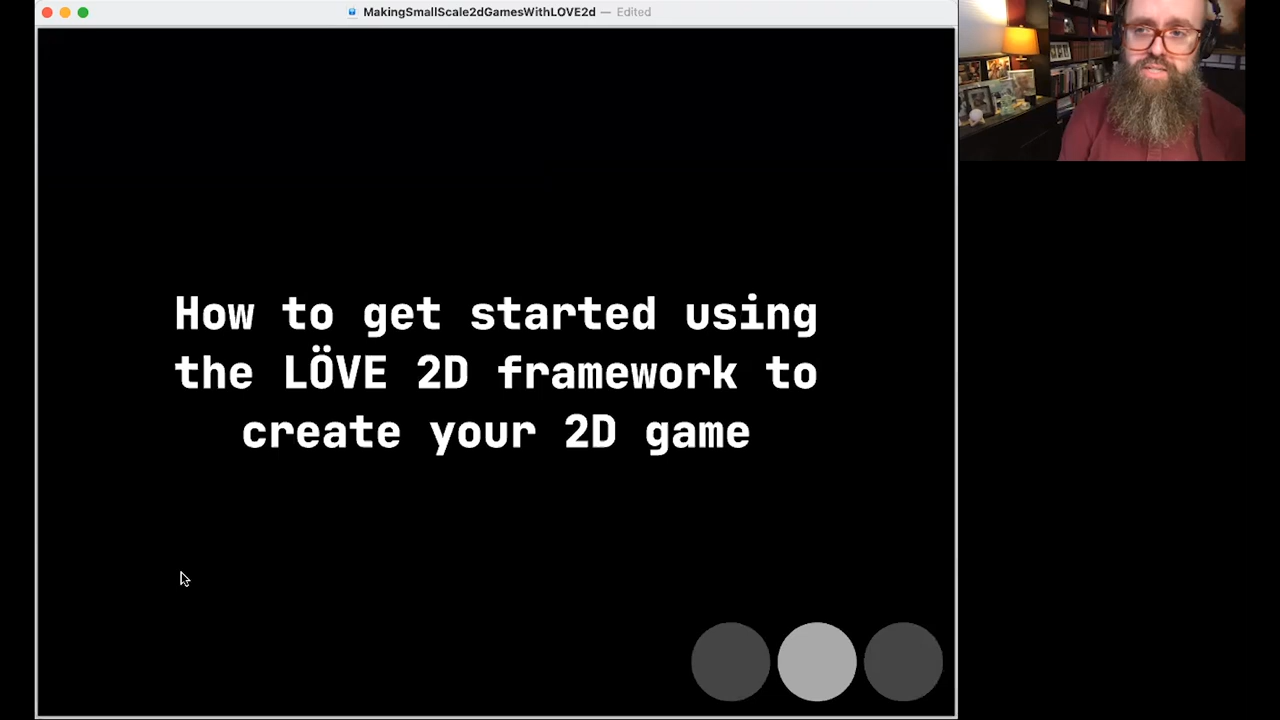 MakingSmallScale2dGamesWithLOVE2d — Edited
How to get started using
the LÖVE 2D framework to
create your 2D game